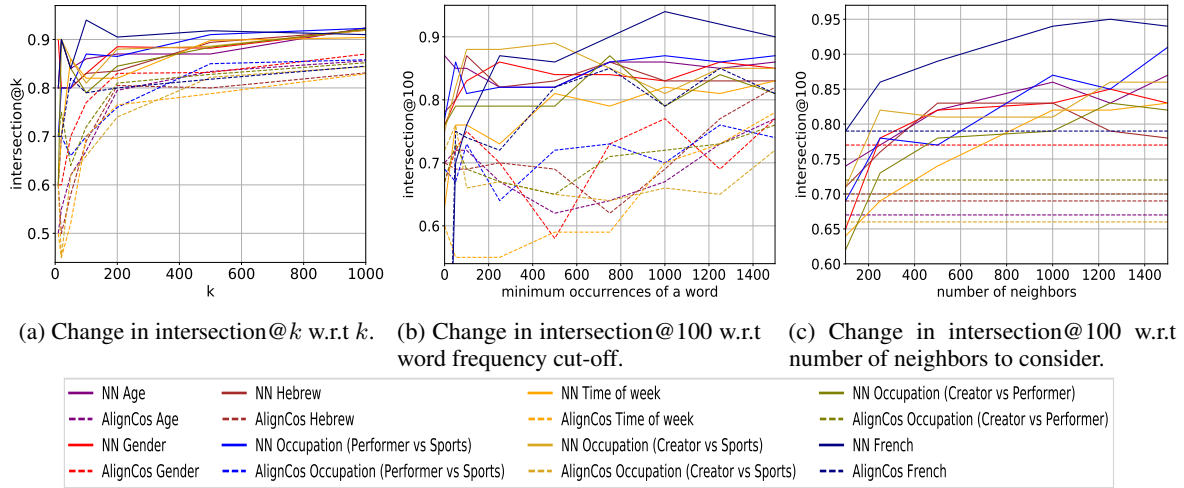 0.9
0.8
0.7
0.6
0.5
0
200
400
600
800
1000
intersection@k
k
0.9
0.8
0.7
0.6
0
200
400
600
800
1000
1200
1400
intersection@100
minimum occurrences of a word
0.95
0.90
0.85
0.80
0.75
0.70
0.65
0.60
200
400
600
800
1000
1200
1400
intersection@100
number of neighbors
(a) Change in intersection@k w.r.t k.
(b) Change in intersection@100 w.r.t
word frequency cut-off.
(c) Change in intersection@100 w.r.t
number of neighbors to consider.
NN Age
AlignCos Age
NN Gender
AlignCos Gender
NN Hebrew
AlignCos Hebrew
NN Occupation (Performer vs Sports)
AlignCos Occupation (Performer vs Sports)
NN Time of week
AlignCos Time of week
NN Occupation (Creator vs Sports)
AlignCos Occupation (Creator vs Sports)
NN Occupation (Creator vs Performer)
AlignCos Occupation (Creator vs Performer)
NN French
AlignCos French